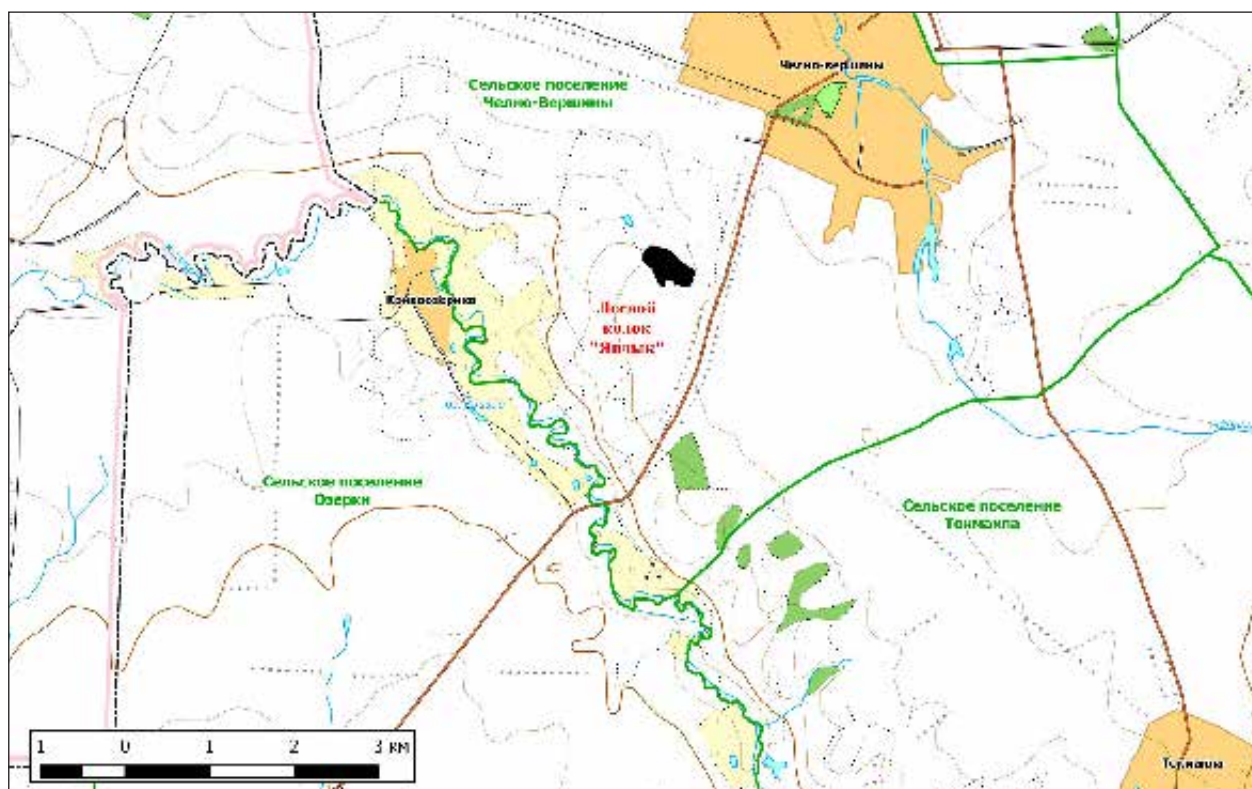 Челно-вершины
Сельское поселение
Челно-Вершины
Лесной
колок
"Яшлык"
Сельское поселение
Озерки
Сельское поселение
Токмакла
1 0 1 2 3 км